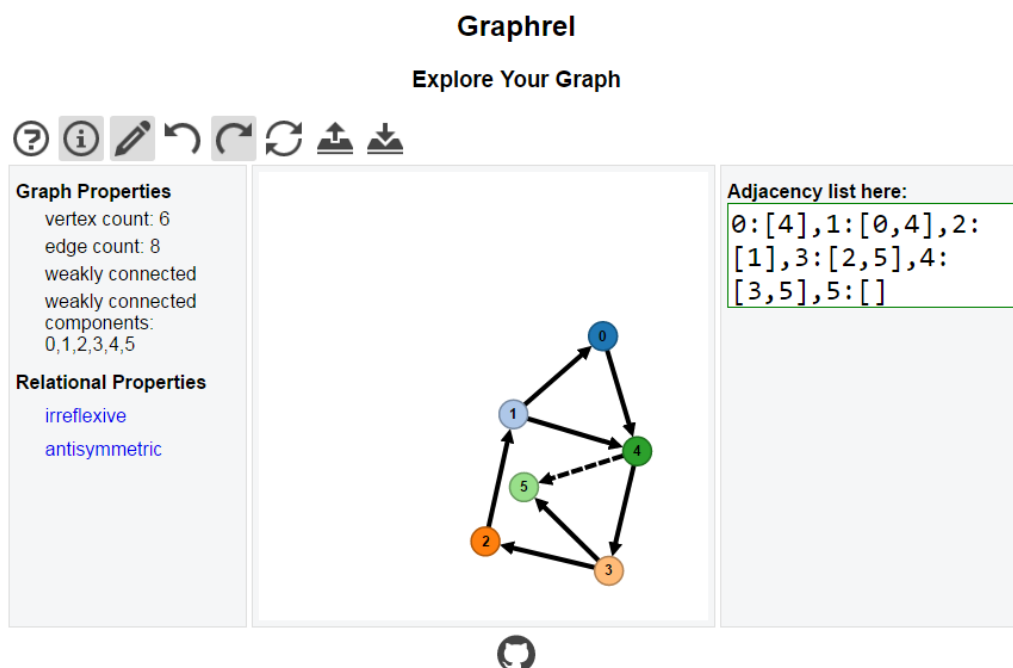 Graphrel
Explore Your Graph
Graph Properties
vertex count: 6
edge count: 8
weakly connected
weakly connected
components:
0,1,2,3,4,5
Relational Properties
irreflexive
antisymmetric
0
1
4
5
2
3
Adjacency list here:
0:[4],1:[0,4],2:
[1],3:[2,5],4:
[3,5],5:[]